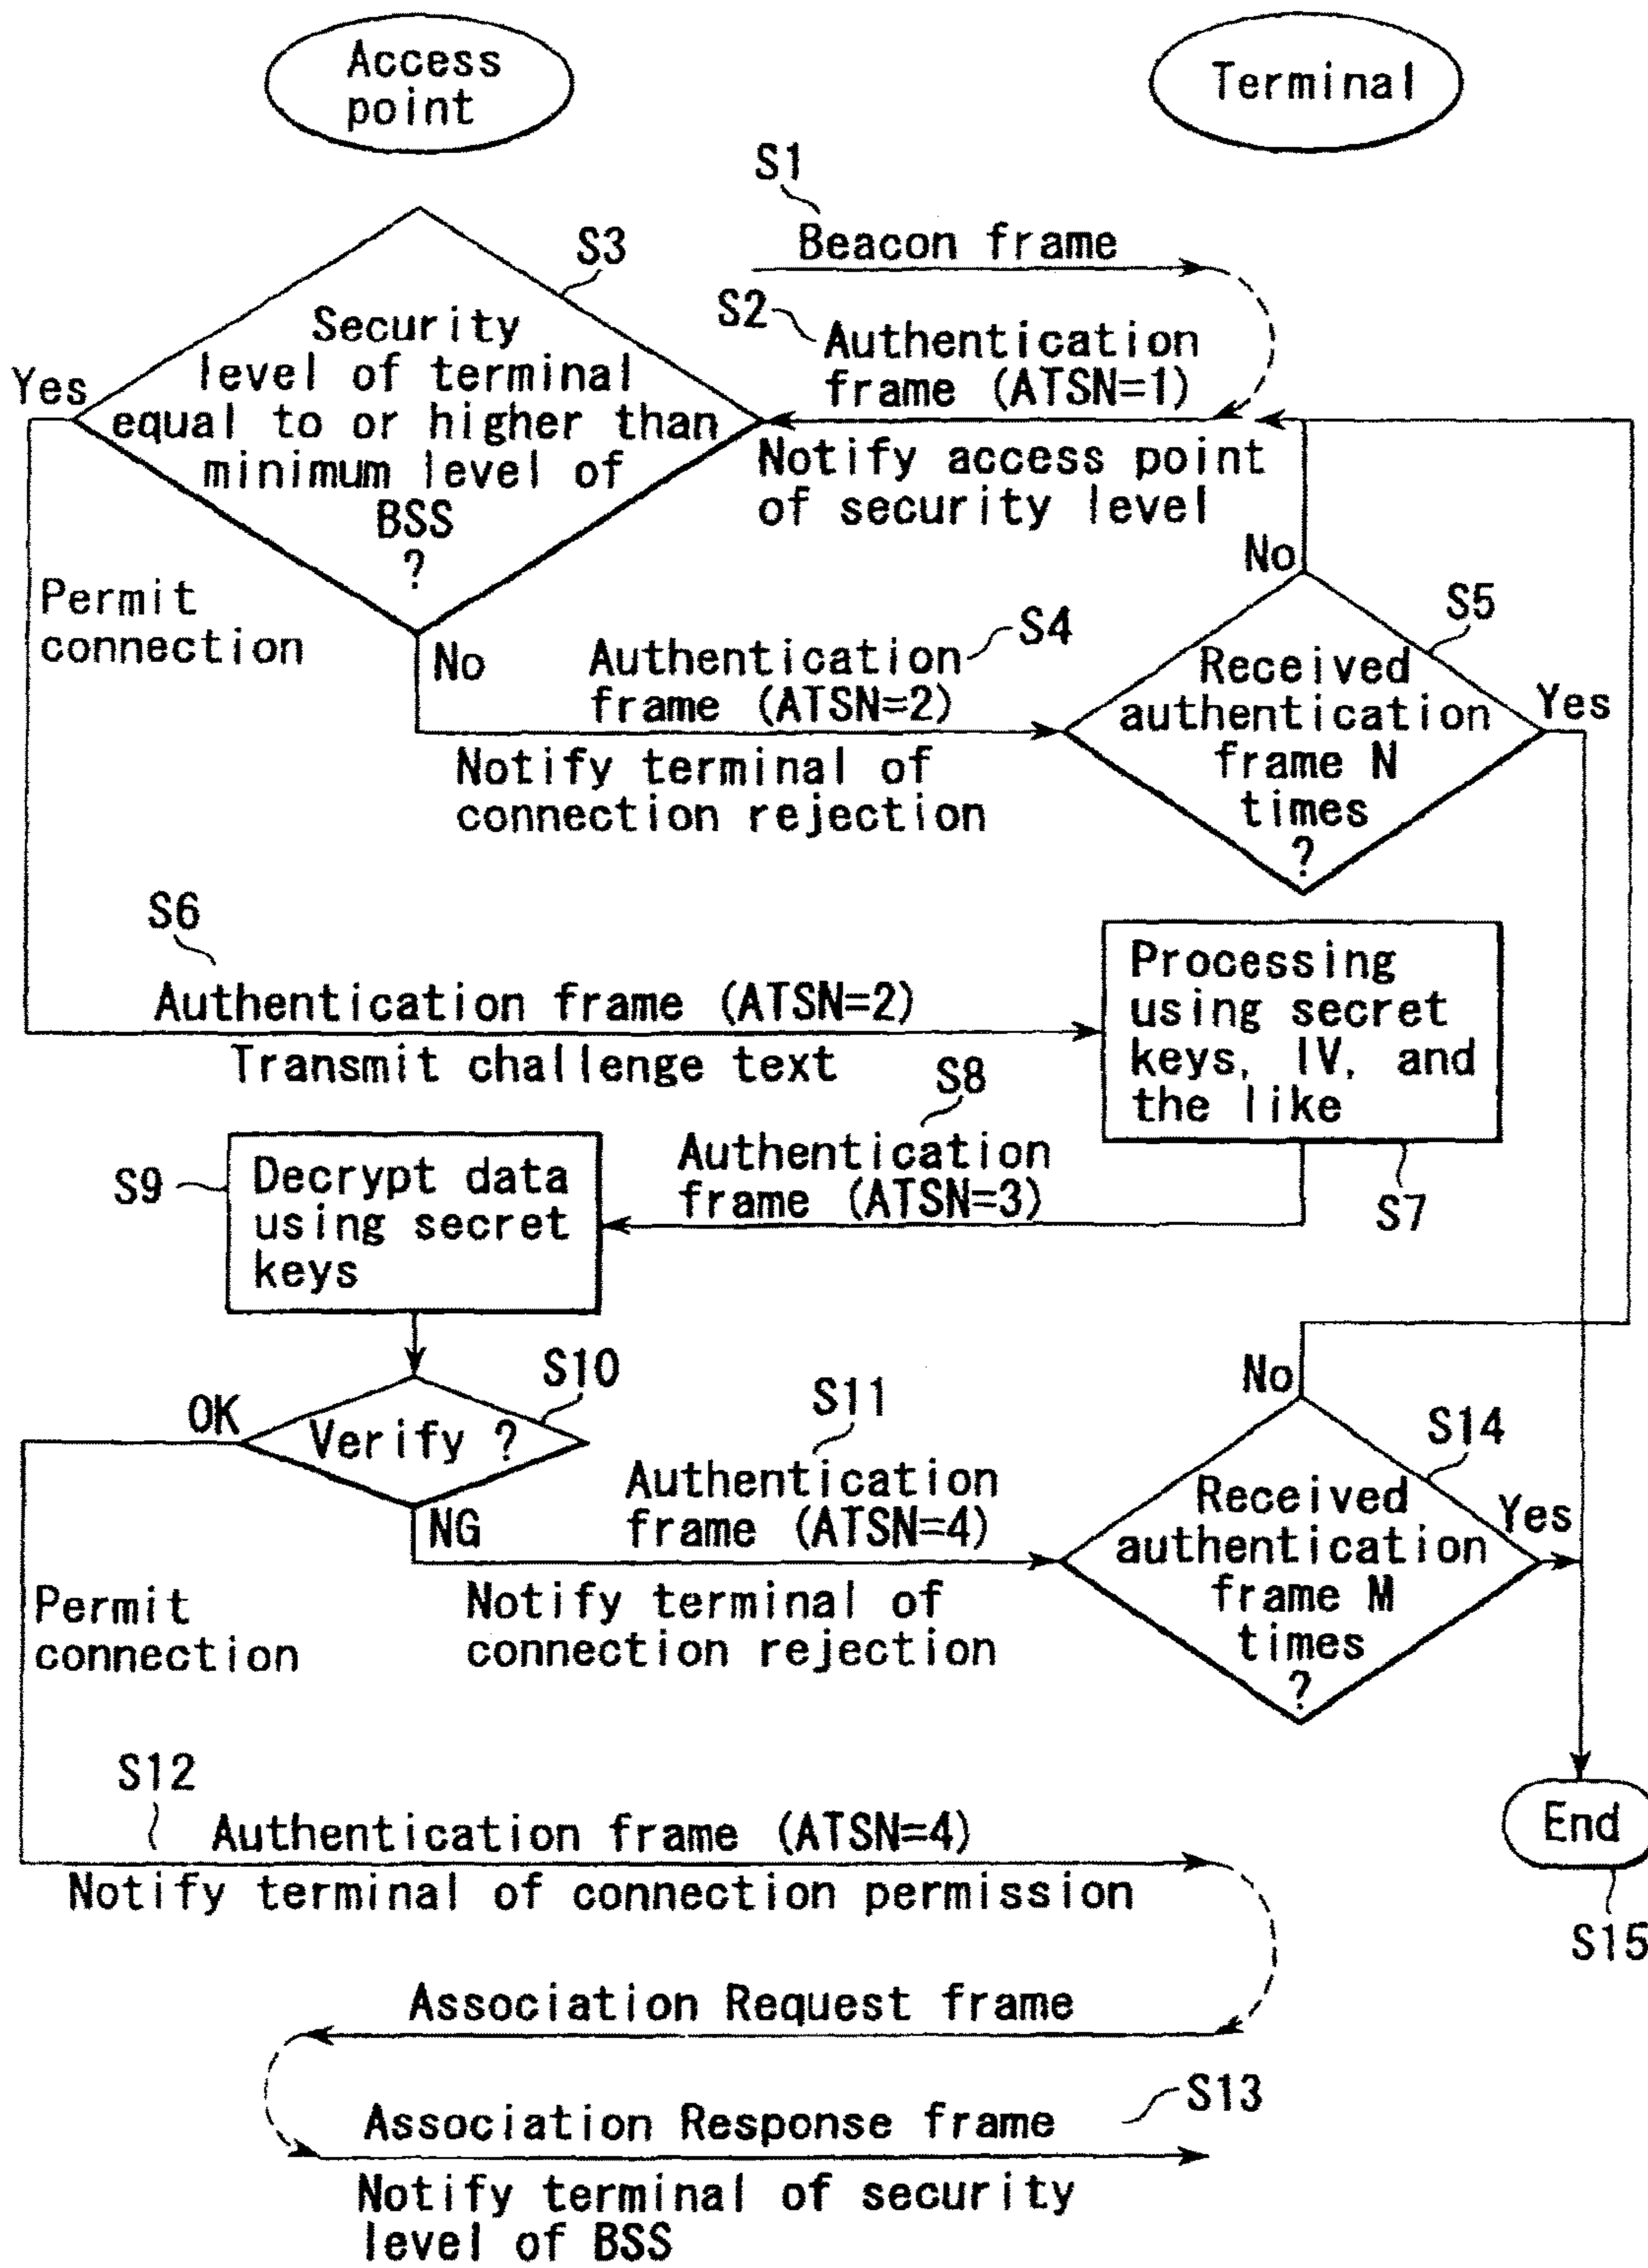 Access
point
Terminal
S1
Beacon frame
S3
S2
Authentication
frame (ATSN=1)
Notify access point
of security level
Security
level of terminal
equal to or higher than
minimum level of
BSS
?
Yes
Permit
connection
No
Authentication
frame (ATSN=2)
S4
Notify terminal of
connection rejection
No
S5
Received
authentication
frame N
times
?
Yes
S6
Authentication frame (ATSN=2)
Transmit challenge text
Processing
using secret
keys, IV, and
the like
S7
S8
Authentication
frame (ATSN=3)
S9
Decrypt data
using secret
keys
S10
OK
Verify ?
NG
S11
Authentication
frame (ATSN=4)
Notify terminal of
connection rejection
No
S14
Received
authentication
frame M
times
?
Yes
Permit
connection
S12
Authentication frame (ATSN=4)
Notify terminal of connection permission
End
S15
Association Request frame
S13
Association Response frame
Notify terminal of security
level of BSS